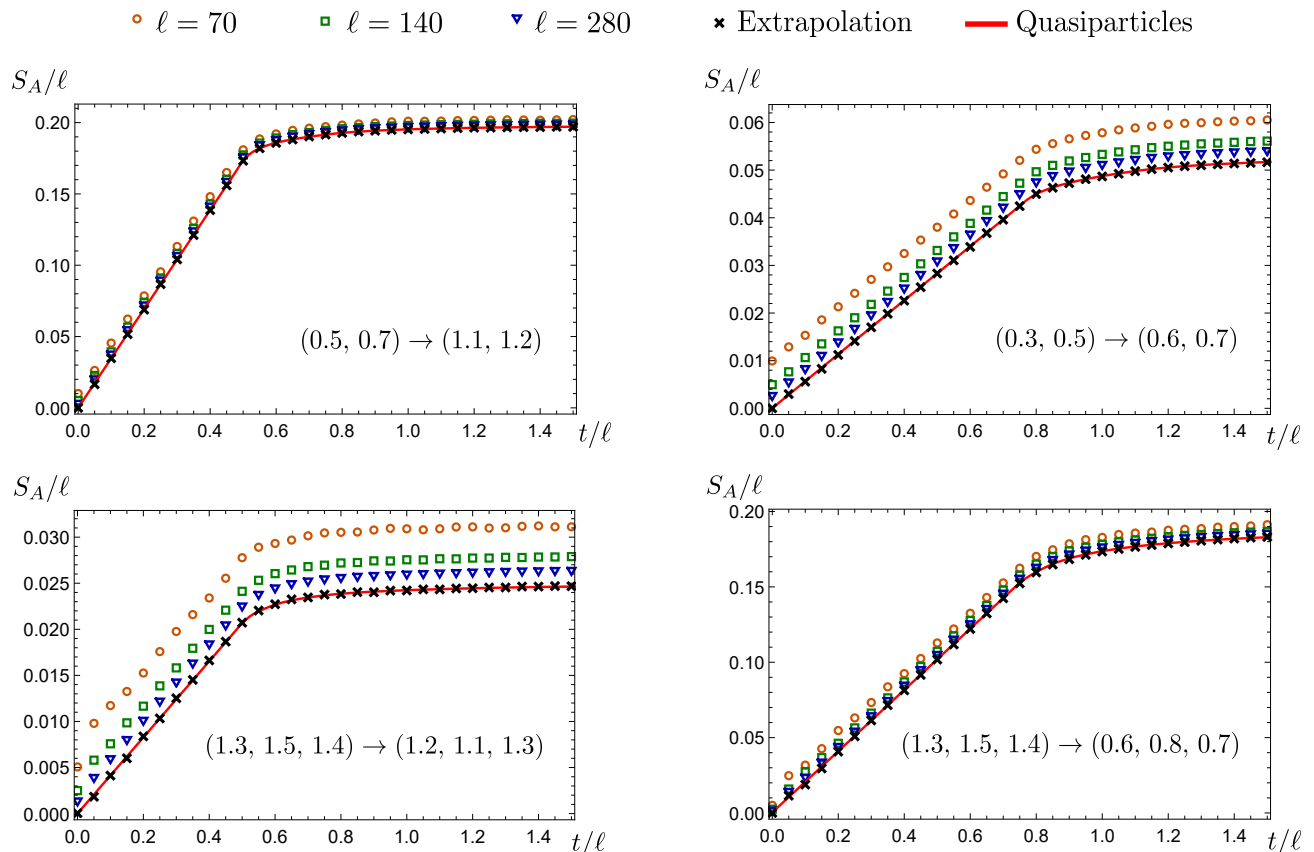 ℓ = 70 ℓ = 140 ℓ = 280 Extrapolation Quasiparticles
S_A/ℓ
0.20
0.15
0.10
0.05
0.00
(0.5, 0.7) → (1.1, 1.2)
0.0 0.2 0.4 0.6 0.8 1.0 1.2 1.4 t/ℓ
S_A/ℓ
0.06
0.05
0.04
0.03
0.02
0.01
0.00
(0.3, 0.5) → (0.6, 0.7)
0.0 0.2 0.4 0.6 0.8 1.0 1.2 1.4 t/ℓ
S_A/ℓ
0.030
0.025
0.020
0.015
0.010
0.005
0.000
(1.3, 1.5, 1.4) → (1.2, 1.1, 1.3)
0.0 0.2 0.4 0.6 0.8 1.0 1.2 1.4 t/ℓ
S_A/ℓ
0.20
0.15
0.10
0.05
0.00
(1.3, 1.5, 1.4) → (0.6, 0.8, 0.7)
0.0 0.2 0.4 0.6 0.8 1.0 1.2 1.4 t/ℓ